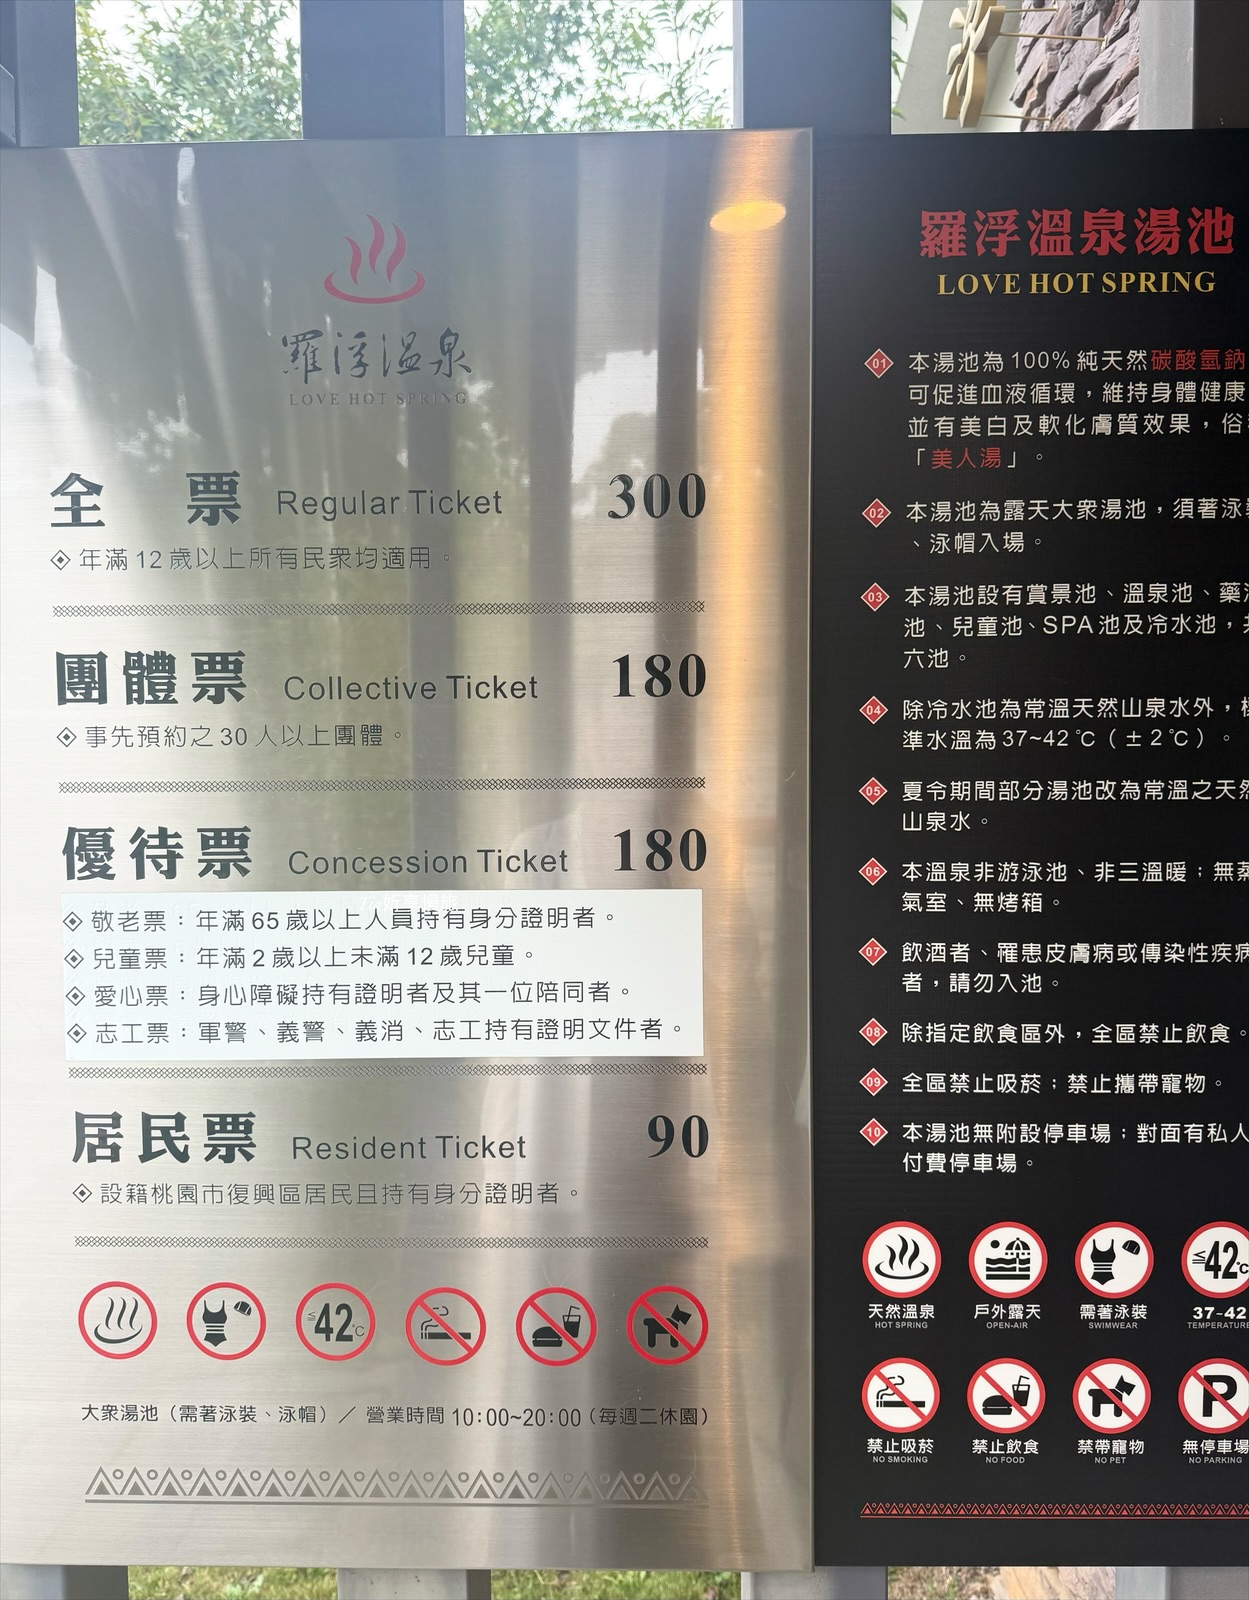 羅浮溫泉
LOVE HOT SPRING
全票 Regular Ticket 300
年滿12歲以上所有民眾均適用。
團體票 Collective Ticket 180
事先預約之30人以上團體。
優待票 Concession Ticket 180
敬老票：年滿65歲以上人員持有身分證明者。
兒童票：年滿2歲以上未滿12歲兒童。
愛心票：身心障礙持有證明者及其一位陪同者。
志工票：軍警、義警、義消、志工持有證明文件者。
居民票 Resident Ticket 90
設籍桃園市復興區居民且持有身分證明者。
≦42°C
大眾湯池（需著泳裝、泳帽）／ 營業時間 10:00~20:00（每週二休園）
羅浮溫泉湯池
LOVE HOT SPRING
01 本湯池為100%純天然碳酸氫鈉
可促進血液循環，維持身體健康
並有美白及軟化膚質效果，俗
「美人湯」。
02 本湯池為露天大眾湯池，須著泳
、泳帽入場。
03 本湯池設有賞景池、溫泉池、藥
池、兒童池、SPA池及冷水池，共
六池。
04 除冷水池為常溫天然山泉水外，標
準水溫為37~42℃（±2℃）。
05 夏令期間部分湯池改為常溫之天然
山泉水。
06 本溫泉非游泳池、非三溫暖；無蒸
氣室、無烤箱。
07 飲酒者、罹患皮膚病或傳染性疾病
者，請勿入池。
08 除指定飲食區外，全區禁止飲食。
09 全區禁止吸菸；禁止攜帶寵物。
10 本湯池無附設停車場；對面有私人
付費停車場。
≦42°C
天然溫泉 戶外露天 需著泳裝 37~42
HOT SPRING OPEN-AIR SWIMWEAR TEMPERATURE
P
禁止吸菸 禁止飲食 禁帶寵物 無停車場
NO SMOKING NO FOOD NO PET NO PARKING